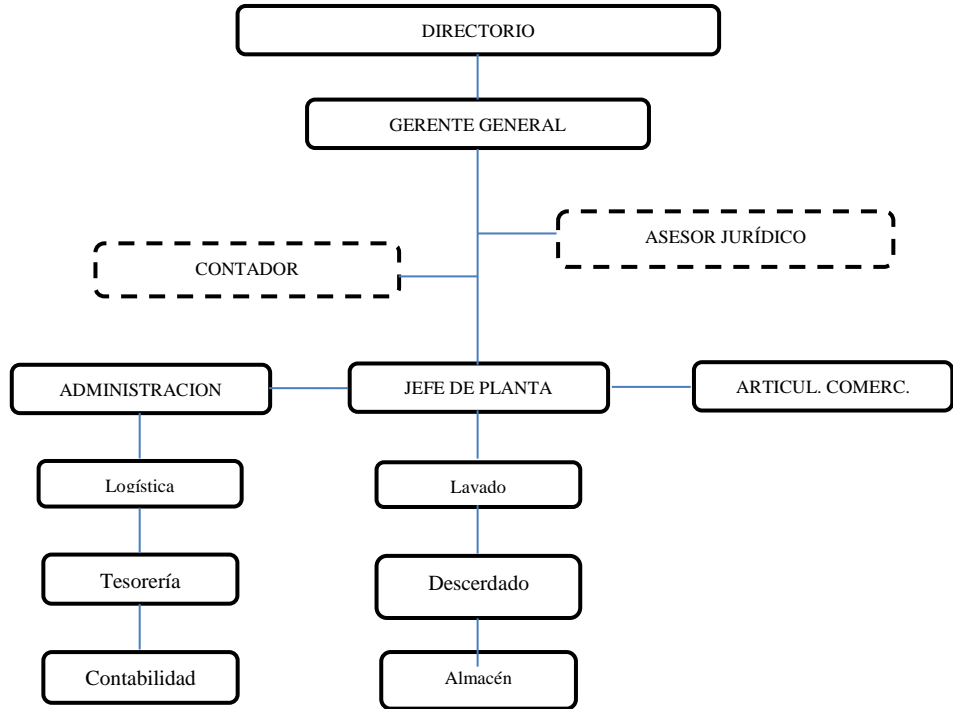 DIRECTORIO
GERENTE GENERAL
ASESOR JURÍDICO
CONTADOR
ADMINISTRACION
JEFE DE PLANTA
ARTICUL. COMERC.
Logística
Lavado
Tesorería
Descerdado
Contabilidad
Almacén